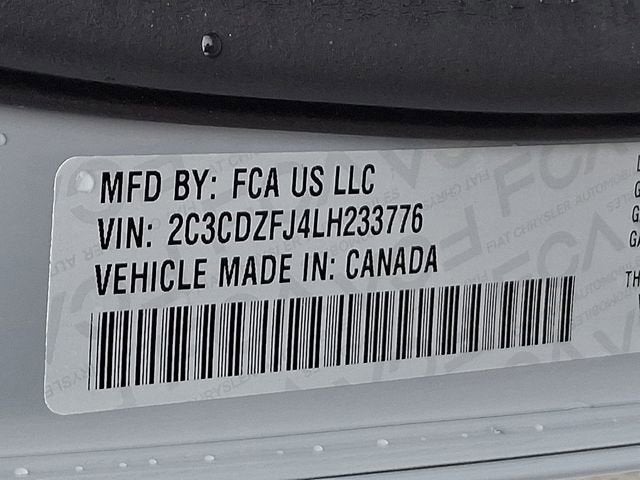 MFD BY: FCA US LLC
VIN: 2C3CDZFJ4LH233776
VEHICLE MADE IN: CANADA